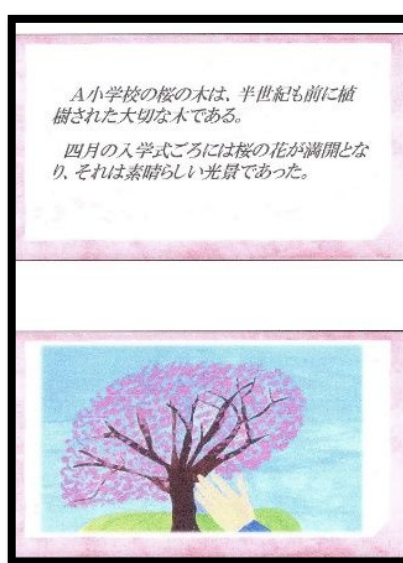 A小学校の桜の木は、半世紀も前に植
樹された大切な木である。
四月の入学式ごろには桜の花が満開とな
り、それは素晴らしい光景であった。